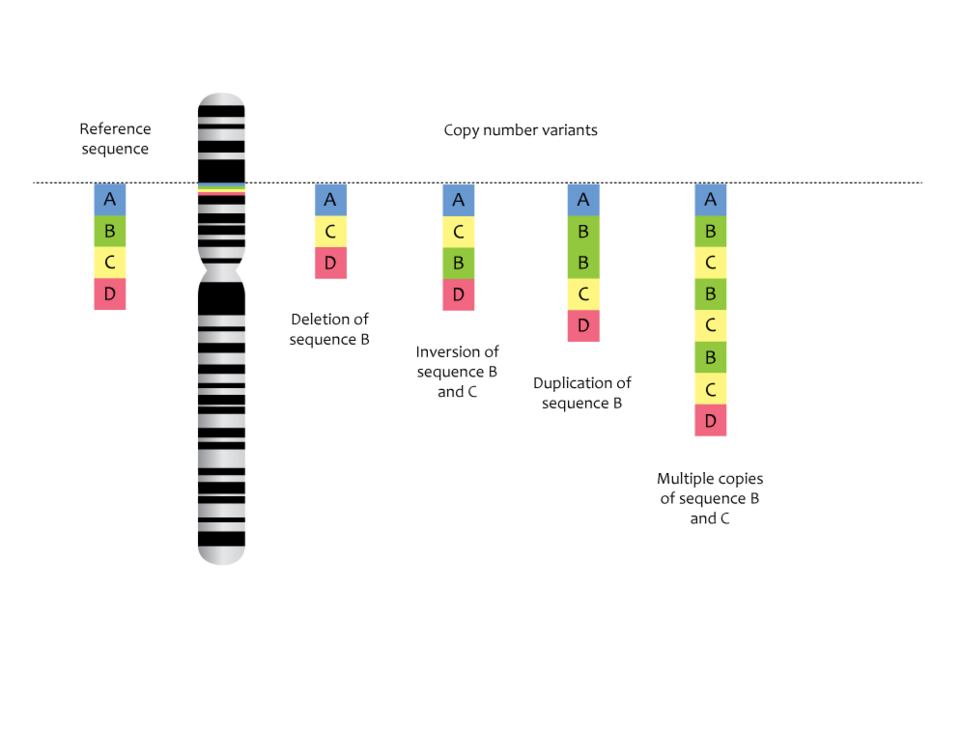 Reference
sequence
Copy number variants
A
B
C
D
A
C
D
Deletion of
sequence B
A
C
B
D
Inversion of
sequence B
and C
A
B
B
C
D
Duplication of
sequence B
A
B
C
B
C
B
C
D
Multiple copies
of sequence B
and C